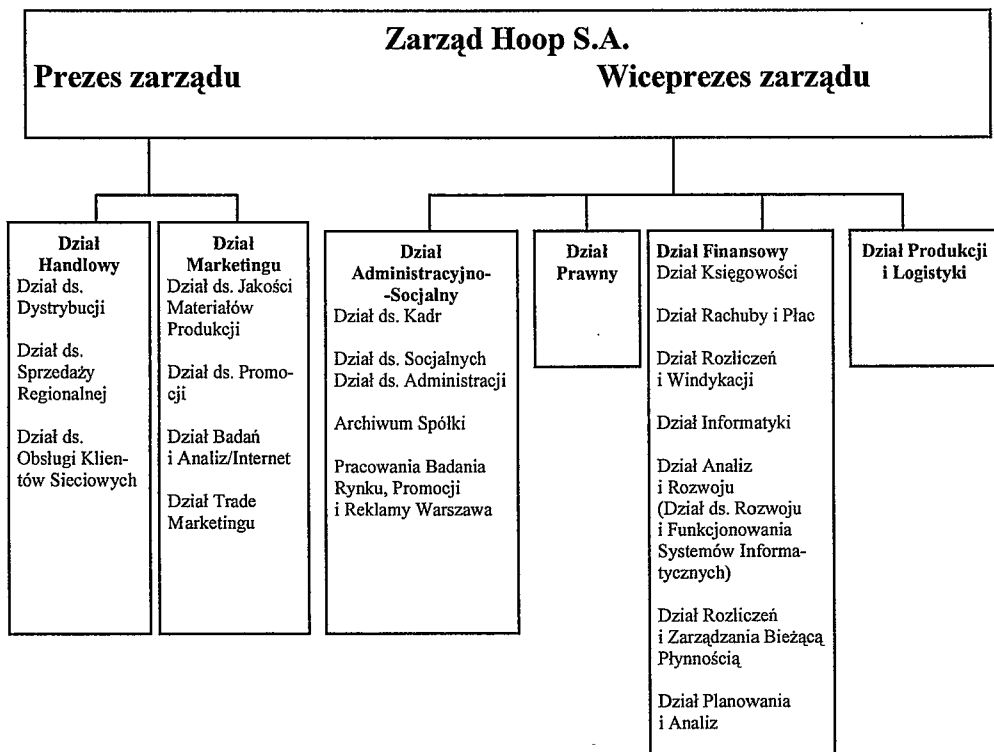 Zarząd Hoop S.A.
Prezes zarządu Wiceprezes zarządu
Dział
Handlowy
Dział ds.
Dystrybucji
Dział ds.
Sprzedaży
Regionalnej
Dział ds.
Obsługi Klien-
tów Sieciowych
Dział
Marketingu
Dział ds. Jakości
Materiałów
Produkcji
Dział ds. Promo-
cji
Dział Badań
i Analiz/Internet
Dział Trade
Marketingu
Dział
Administracyjno-
-Socjalny
Dział ds. Kadr
Dział ds. Socjalnych
Dział ds. Administracji
Archiwum Spółki
Pracowania Badania
Rynku, Promocji
i Reklamy Warszawa
Dział
Prawny
Dział Finansowy
Dział Księgowości
Dział Rachuby i Płac
Dział Rozliczeń
i Windykacji
Dział Informatyki
Dział Analiz
i Rozwoju
(Dział ds. Rozwoju
i Funkcjonowania
Systemów Informa-
tycznych)
Dział Rozliczeń
i Zarządzania Bieżącą
Płynnością
Dział Planowania
i Analiz
Dział Produkcji
i Logistyki